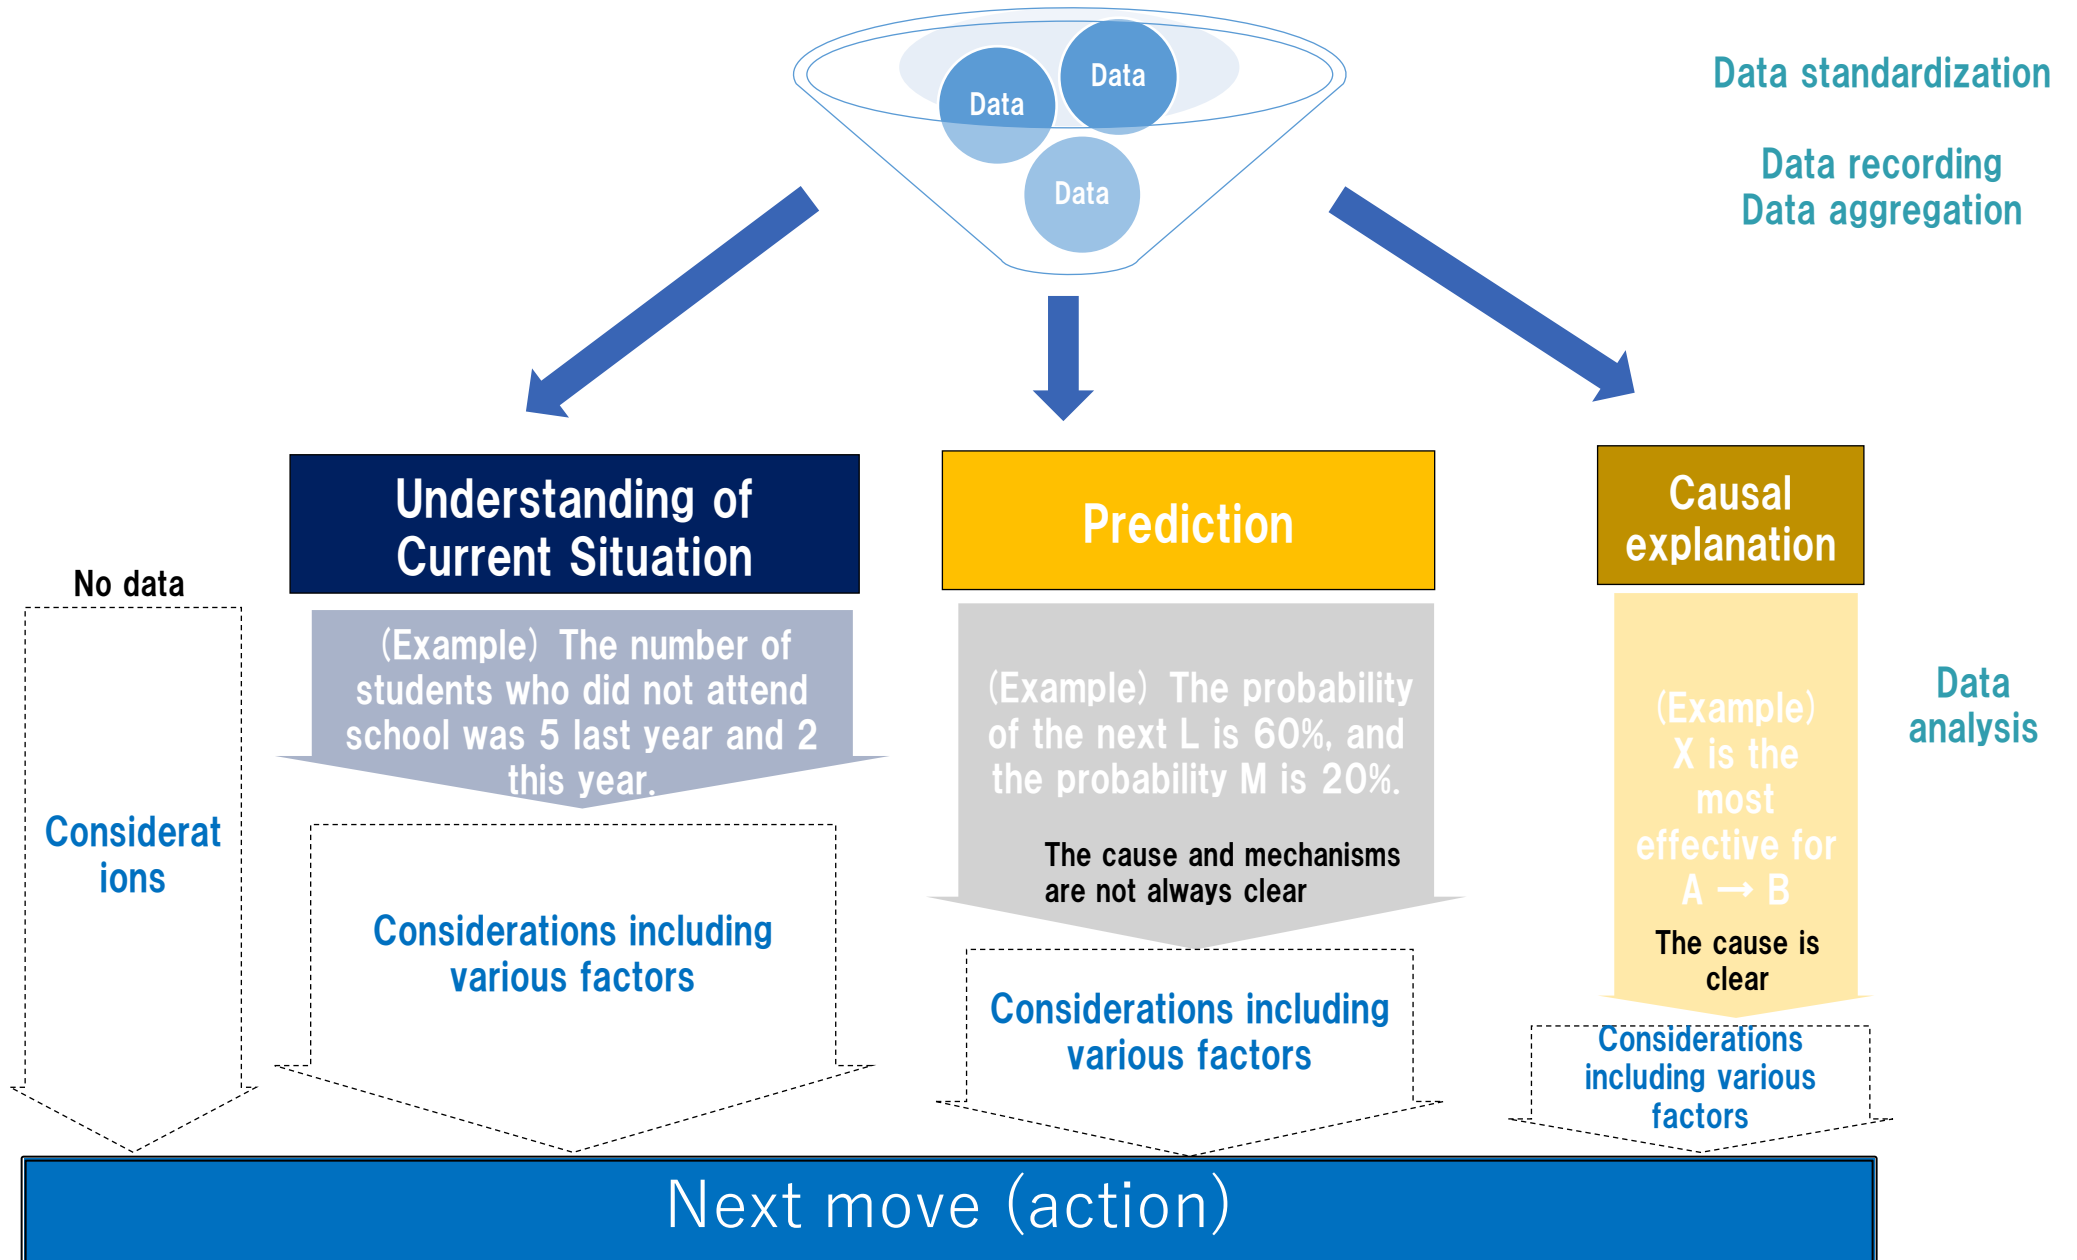 Data
Data
Data
Data standardization
Data recording
Data aggregation
Understanding of
Current Situation
Prediction
Causal
explanation
No data
Considerat
ions
(Example) The number of
students who did not attend
school was 5 last year and 2
this year.
Considerations including
various factors
(Example) The probability
of the next L is 60%, and
the probability M is 20%.
The cause and mechanisms
are not always clear
Considerations including
various factors
(Example)
X is the
most
effective for
A → B
The cause is
clear
Considerations
including various
factors
Data
analysis
Next move (action)